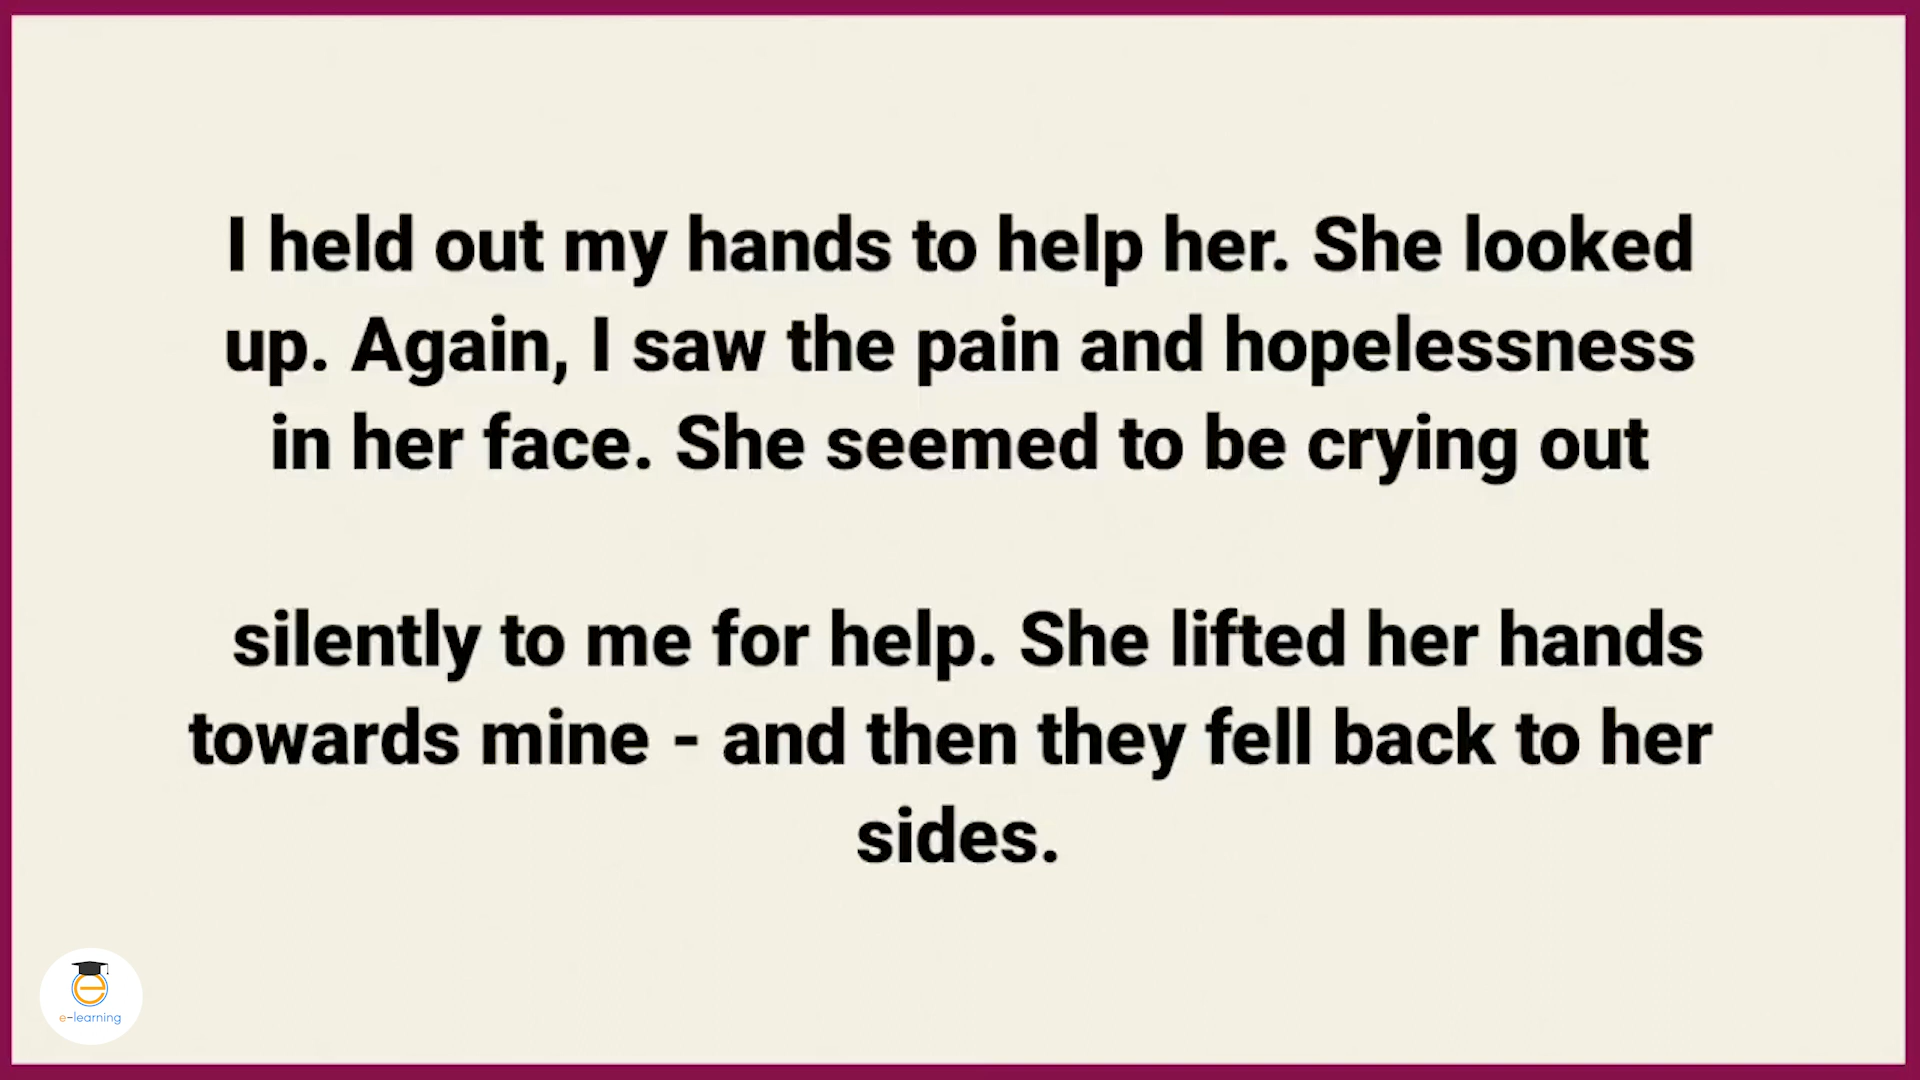 I held out my hands to help her. She looked
up. Again, I saw the pain and hopelessness
in her face. She seemed to be crying out
silently to me for help. She lifted her hands
towards mine - and then they fell back to her
sides.
e-learning